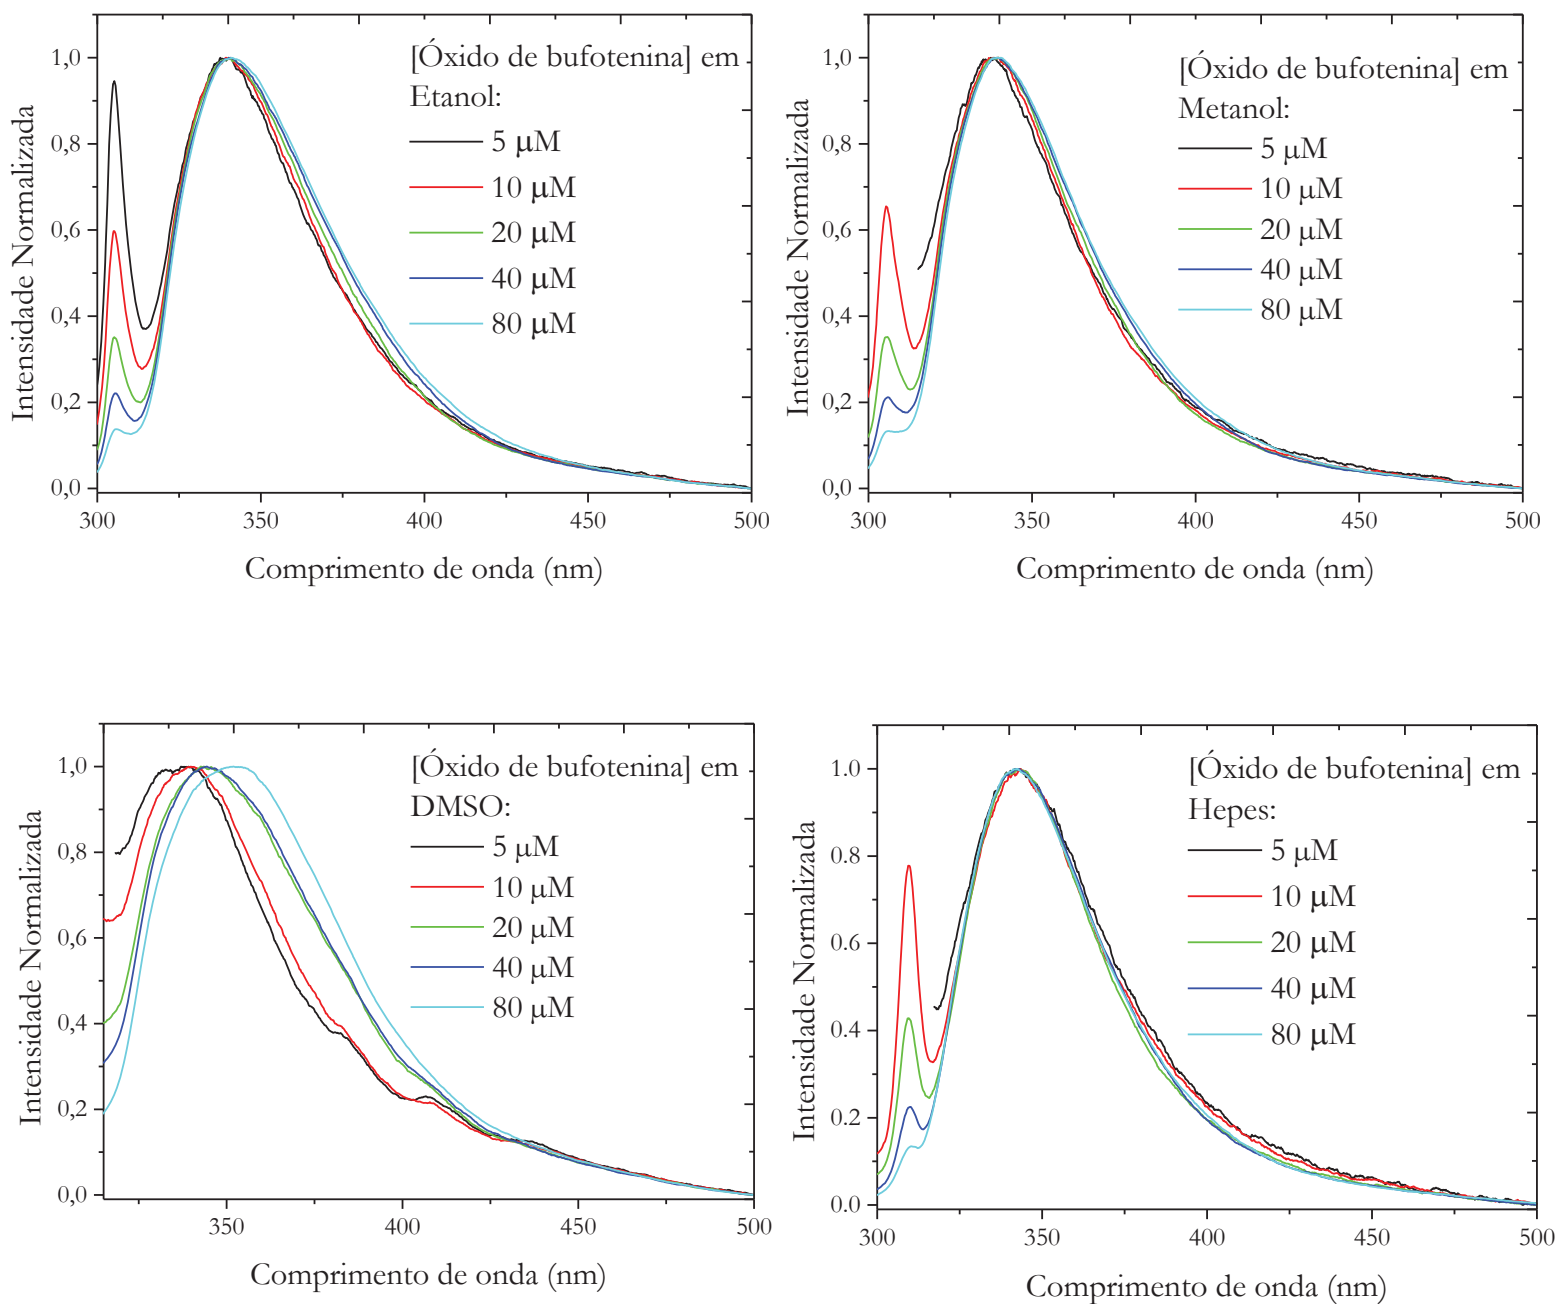 [Óxido de bufotenina] em
Etanol:
5 μM
10 μM
20 μM
40 μM
80 μM
1,0
0,8
0,6
0,4
0,2
0,0
300 350 400 450 500
Intensidade Normalizada
Comprimento de onda (nm)
[Óxido de bufotenina] em
Metanol:
5 μM
10 μM
20 μM
40 μM
80 μM
1,0
0,8
0,6
0,4
0,2
0,0
300 350 400 450 500
Intensidade Normalizada
Comprimento de onda (nm)
[Óxido de bufotenina] em
DMSO:
5 μM
10 μM
20 μM
40 μM
80 μM
1,0
0,8
0,6
0,4
0,2
0,0
350 400 450 500
Intensidade Normalizada
Comprimento de onda (nm)
[Óxido de bufotenina] em
Hepes:
5 μM
10 μM
20 μM
40 μM
80 μM
1.0
0.8
0.6
0.4
0.2
0.0
300 350 400 450 500
Intensidade Normalizada
Comprimento de onda (nm)